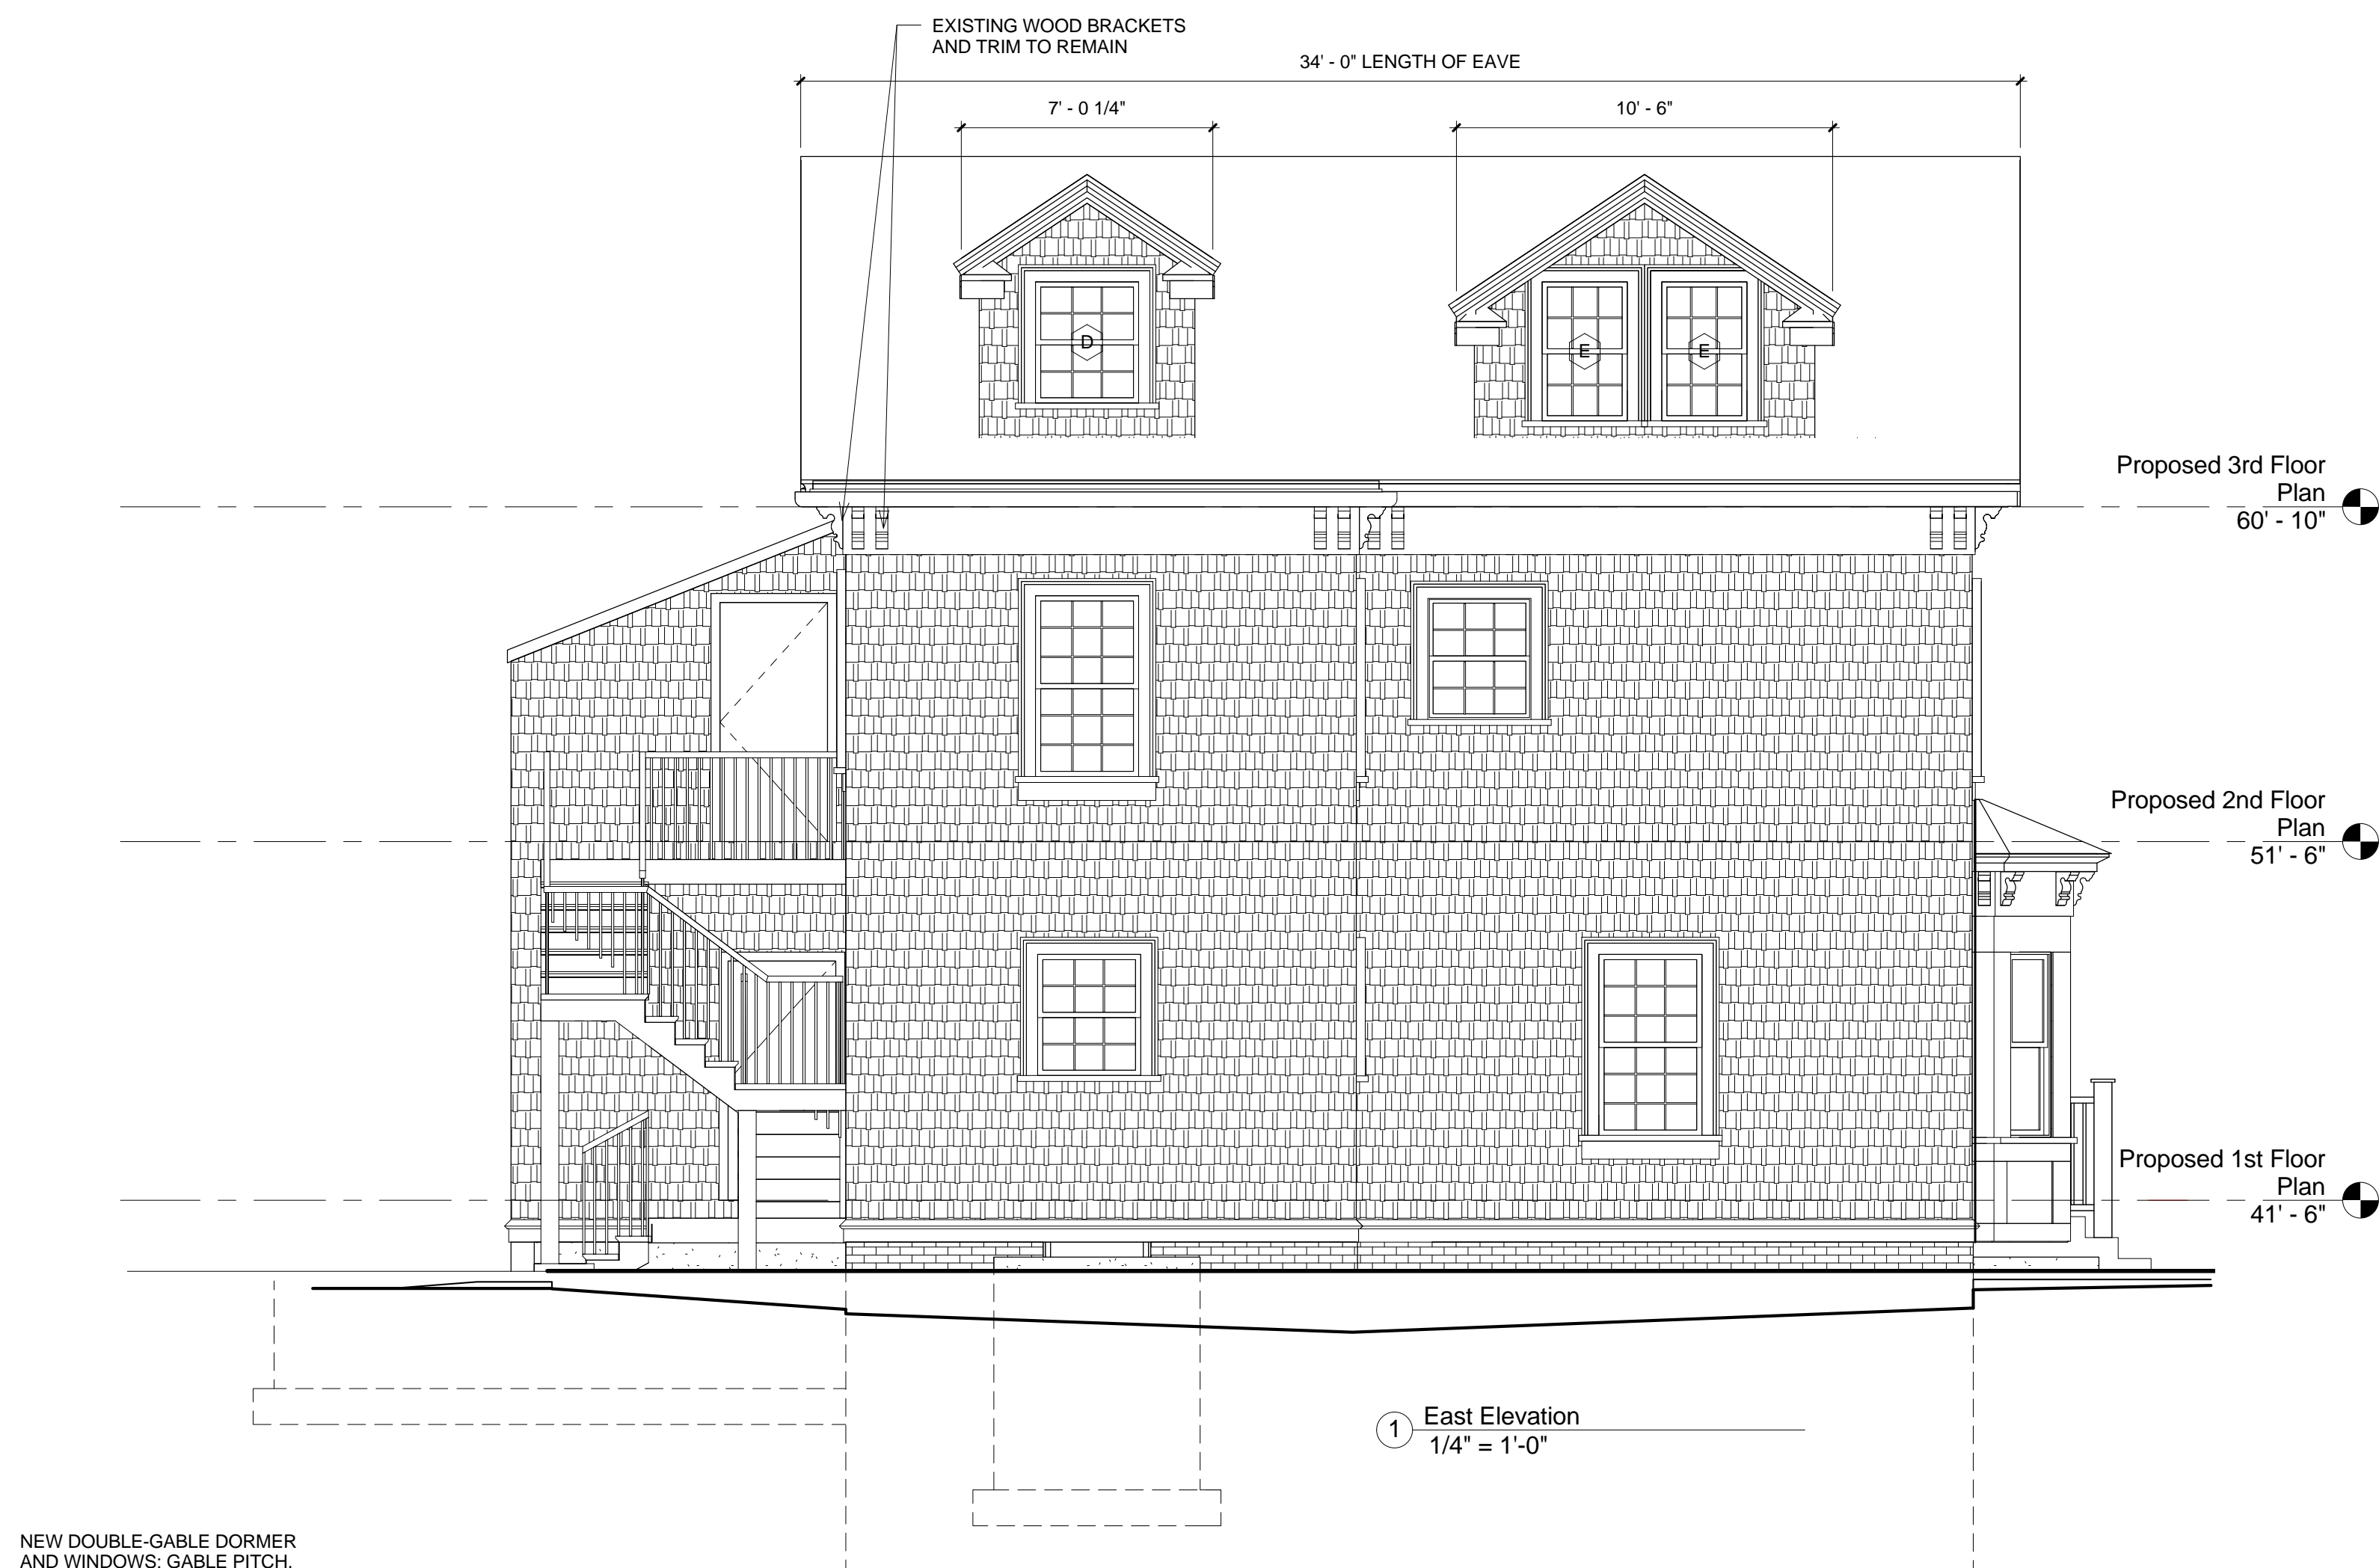 EXISTING WOOD BRACKETS
AND TRIM TO REMAIN
34' - 0" LENGTH OF EAVE
7' - 0 1/4"
10' - 6"
D
E
E
Proposed 3rd Floor
Plan
60' - 10"
Proposed 2nd Floor
Plan
51' - 6"
Proposed 1st Floor
Plan
41' - 6"
1
East Elevation
1/4" = 1'-0"
NEW DOUBLE-GABLE DORMER
AND WINDOWS; GABLE PITCH,